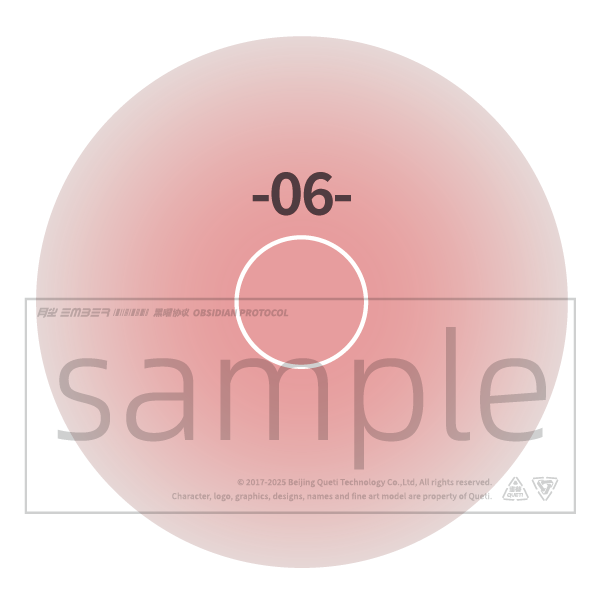 -06-
月尘 EMBER 黑曜协议 OBSIDIAN PROTOCOL
sample
© 2017-2025 Beijing Queti Technology Co.,Ltd, All rights reserved.
Character, logo, graphics, designs, names and fine art model are property of Queti.
QUETI